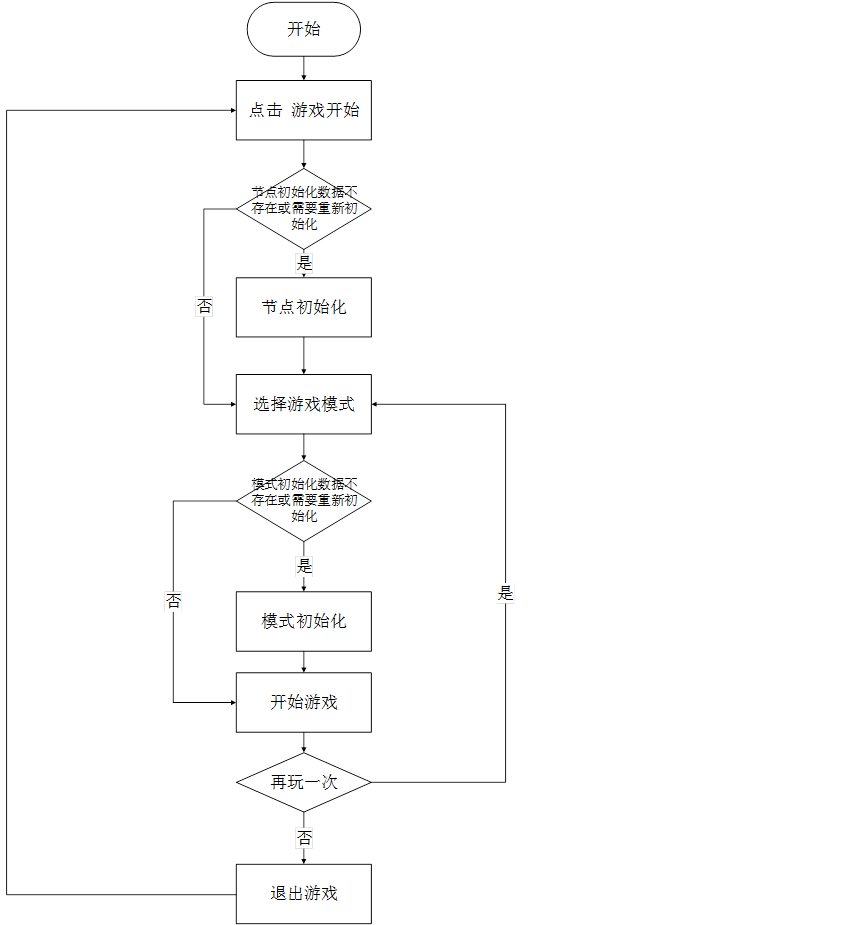 开始
点击 游戏开始
节点初始化数据不
存在或需要重新初
始化
是
否
节点初始化
选择游戏模式
模式初始化数据不
存在或需要重新初
始化
是
否
是
模式初始化
开始游戏
再玩一次
否
退出游戏